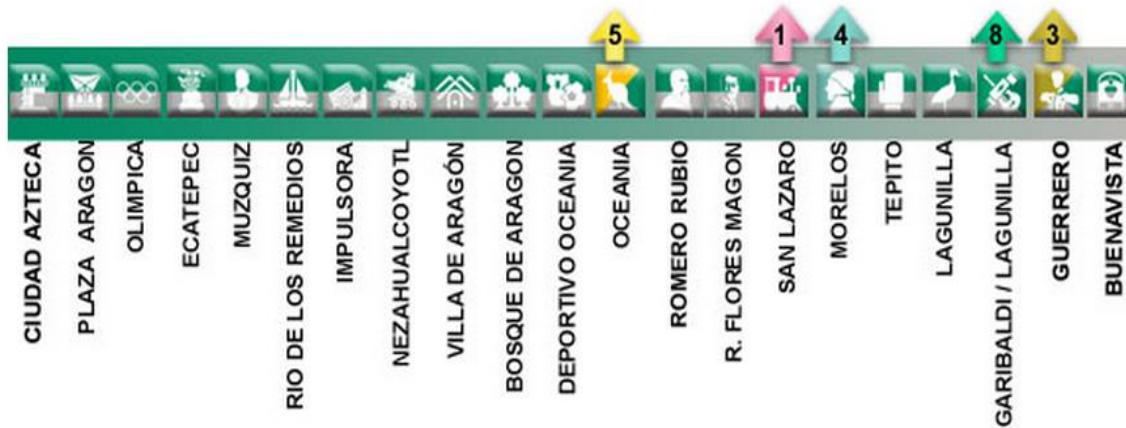 5
1
4
8
3
CIUDAD AZTECA
PLAZA ARAGON
OLIMPICA
ECATEPEC
MUZQUIZ
RIO DE LOS REMEDIOS
IMPULSORA
NEZAHUALCOYOTL
VILLA DE ARAGÓN
BOSQUE DE ARAGON
DEPORTIVO OCEANIA
OCEANIA
ROMERO RUBIO
R. FLORES MAGON
SAN LAZARO
MORELOS
TEPITO
LAGUNILLA
GARIBALDI / LAGUNILLA
GUERRERO
BUENAVISTA